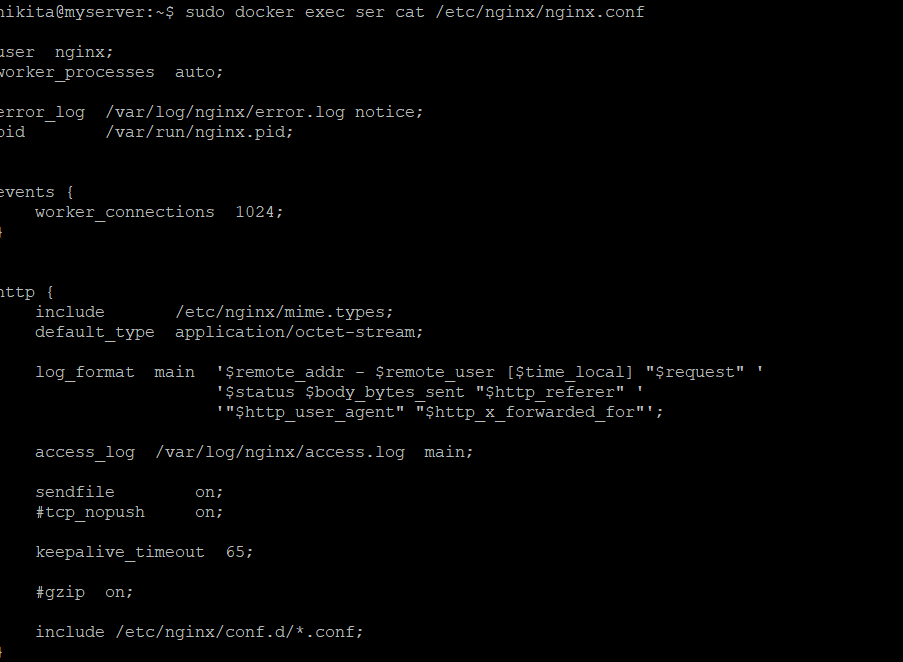 nikita@myserver:~$ sudo docker exec ser cat /etc/nginx/nginx.conf
user  nginx;
worker_processes  auto;
error_log  /var/log/nginx/error.log notice;
pid        /var/run/nginx.pid;
events {
    worker_connections  1024;
}
http {
    include       /etc/nginx/mime.types;
    default_type  application/octet-stream;
    log_format  main  '$remote_addr - $remote_user [$time_local] "$request" '
                      '$status $body_bytes_sent "$http_referer" '
                      '"$http_user_agent" "$http_x_forwarded_for"';
    access_log  /var/log/nginx/access.log  main;
    sendfile        on;
    #tcp_nopush     on;
    keepalive_timeout  65;
    #gzip  on;
    include /etc/nginx/conf.d/*.conf;
}